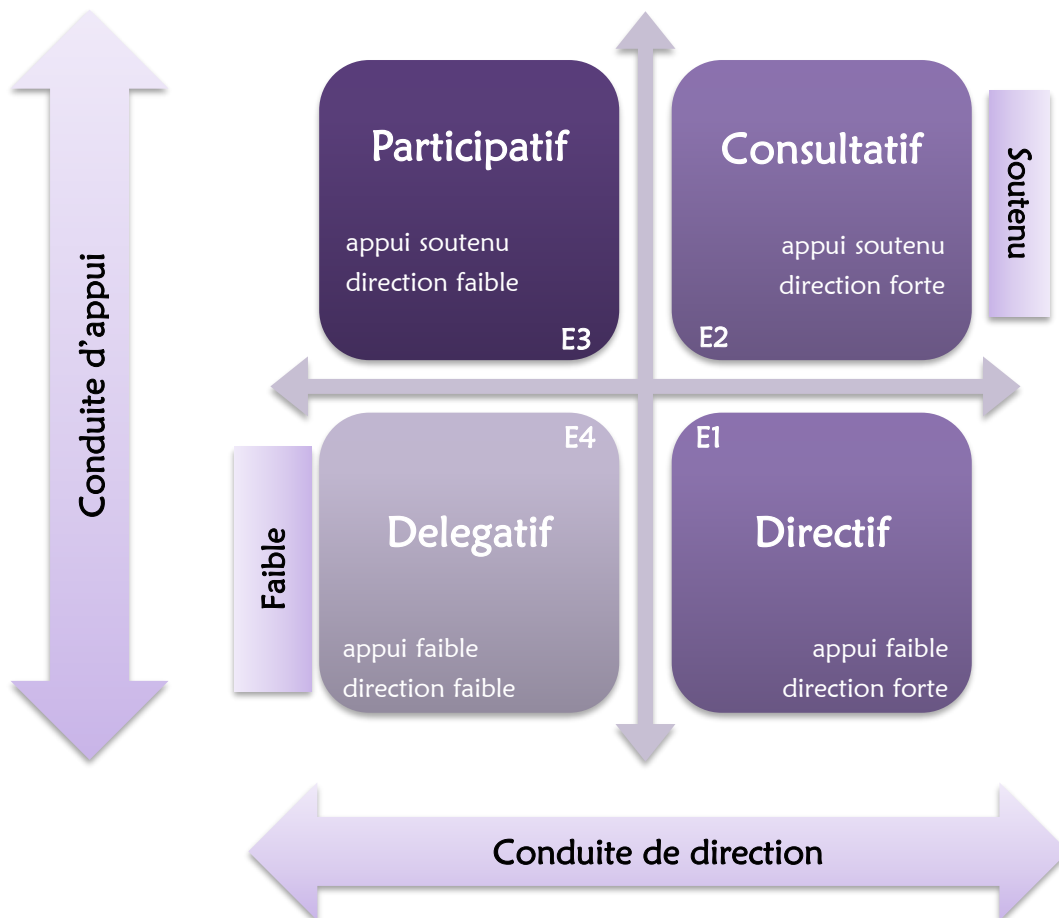 Conduite d'appui
Participatif
appui soutenu
direction faible
E3
Consultatif
appui soutenu
direction forte
E2
Soutenu
Faible
E4
Delegatif
appui faible
direction faible
E1
Directif
appui faible
direction forte
Conduite de direction